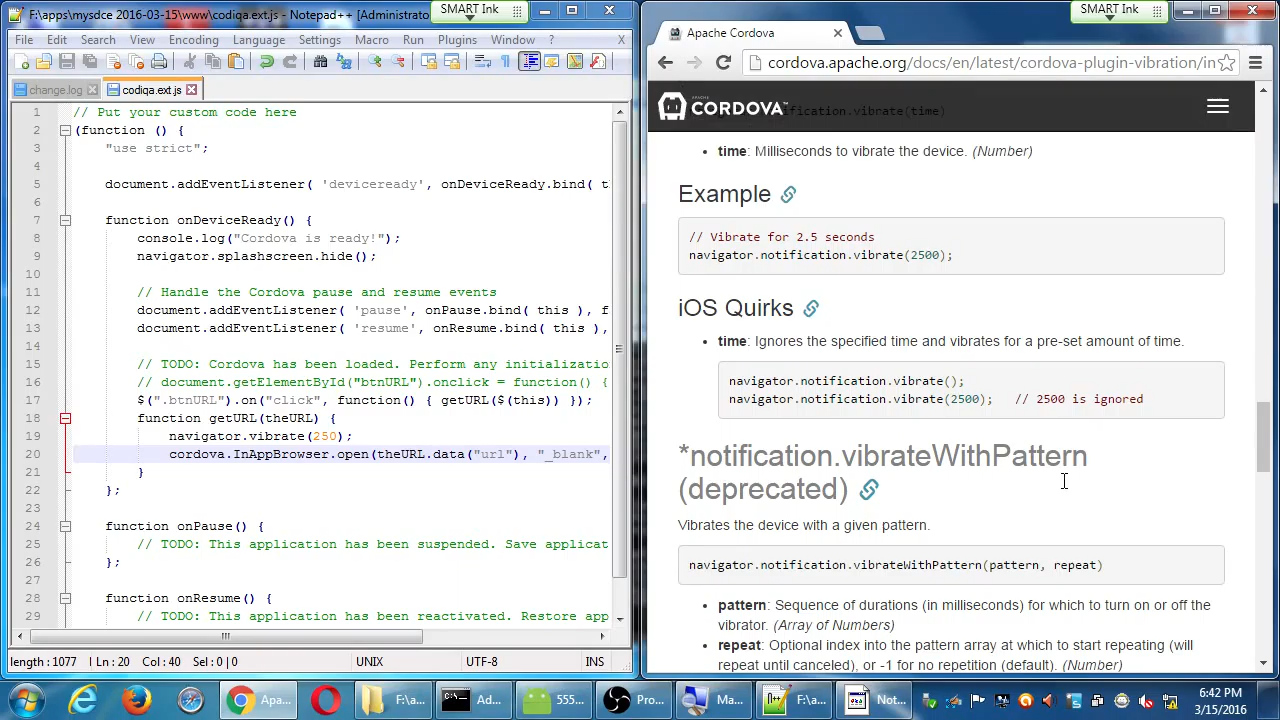 F:\apps\mysdce 2016-03-15\www\codiqa.ext.js - Notepad++ [Administrato
SMART Ink
File Edit Search View Encoding Language Settings Macro Run Plugins Window ? X
change.log
codiqa.ext.js
1 // Put your custom code here
2 (function () {
3 "use strict";
4
5 document.addEventListener( 'deviceready', onDeviceReady.bind( t
6
7 function onDeviceReady() {
8 console.log("Cordova is ready!");
9 navigator.splashscreen.hide();
10
11 // Handle the Cordova pause and resume events
12 document.addEventListener( 'pause', onPause.bind( this ), f
13 document.addEventListener( 'resume', onResume.bind( this ),
14
15 // TODO: Cordova has been loaded. Perform any initializatio
16 // document.getElementById("btnURL").onclick = function() {
17 $(".btnURL").on("click", function() { getURL($(this)) });
18 function getURL(theURL) {
19 navigator.vibrate(250);
20 cordova.InAppBrowser.open(theURL.data("url"), "_blank",
21 }
22 };
23
24 function onPause() {
25 // TODO: This application has been suspended. Save applicat
26 };
27
28 function onResume() {
29 // TODO: This application has been reactivated. Restore app
length : 1077 Ln : 20 Col : 40 Sel : 0 | 0 UNIX UTF-8 INS
SMART Ink
Apache Cordova
cordova.apache.org/docs/en/latest/cordova-plugin-vibration/in
APACHE
CORDOVA™
notification.vibrate(time)
• time: Milliseconds to vibrate the device. (Number)
Example
// Vibrate for 2.5 seconds
navigator.notification.vibrate(2500);
iOS Quirks
• time: Ignores the specified time and vibrates for a pre-set amount of time.
navigator.notification.vibrate();
navigator.notification.vibrate(2500); // 2500 is ignored
*notification.vibrateWithPattern
(deprecated)
Vibrates the device with a given pattern.
navigator.notification.vibrateWithPattern(pattern, repeat)
• pattern: Sequence of durations (in milliseconds) for which to turn on or off the
vibrator. (Array of Numbers)
• repeat: Optional index into the pattern array at which to start repeating (will
repeat until canceled), or -1 for no repetition (default). (Number)
Apa...
F:\a...
Ad...
555...
Pro...
Ma...
F:\a...
Not...
6:42 PM
3/15/2016